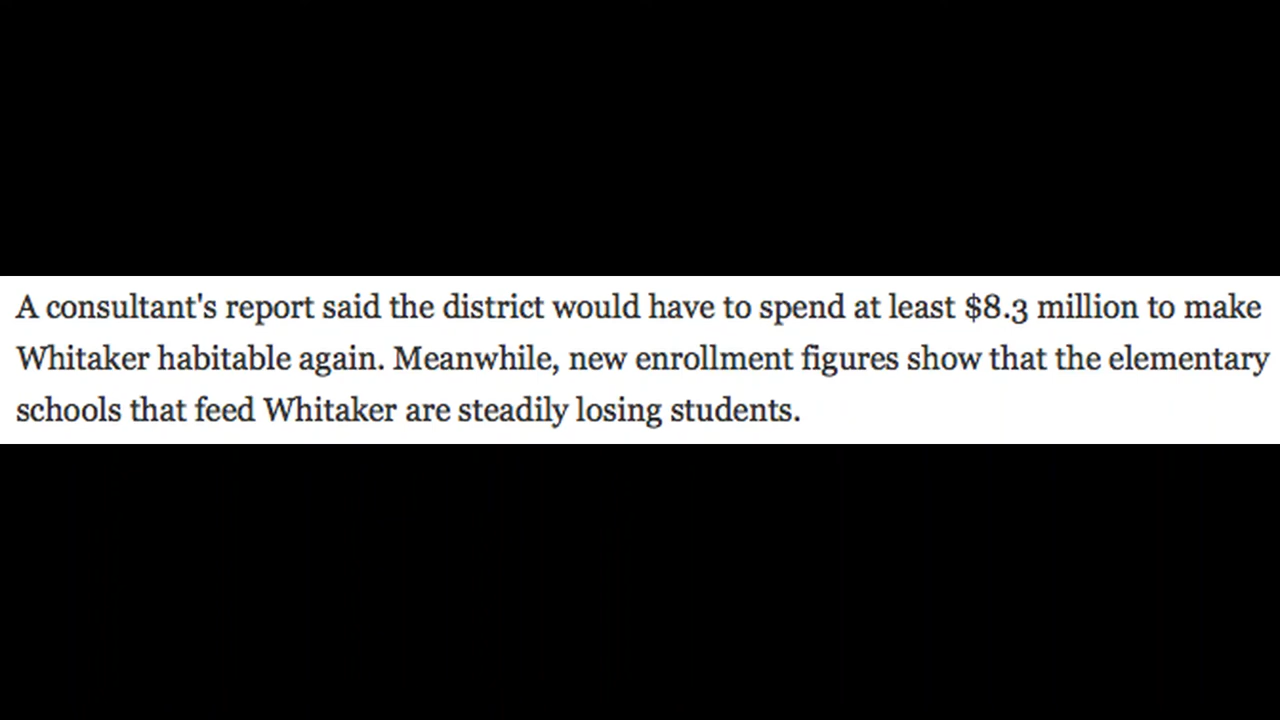 A consultant's report said the district would have to spend at least $8.3 million to make
Whitaker habitable again. Meanwhile, new enrollment figures show that the elementary
schools that feed Whitaker are steadily losing students.